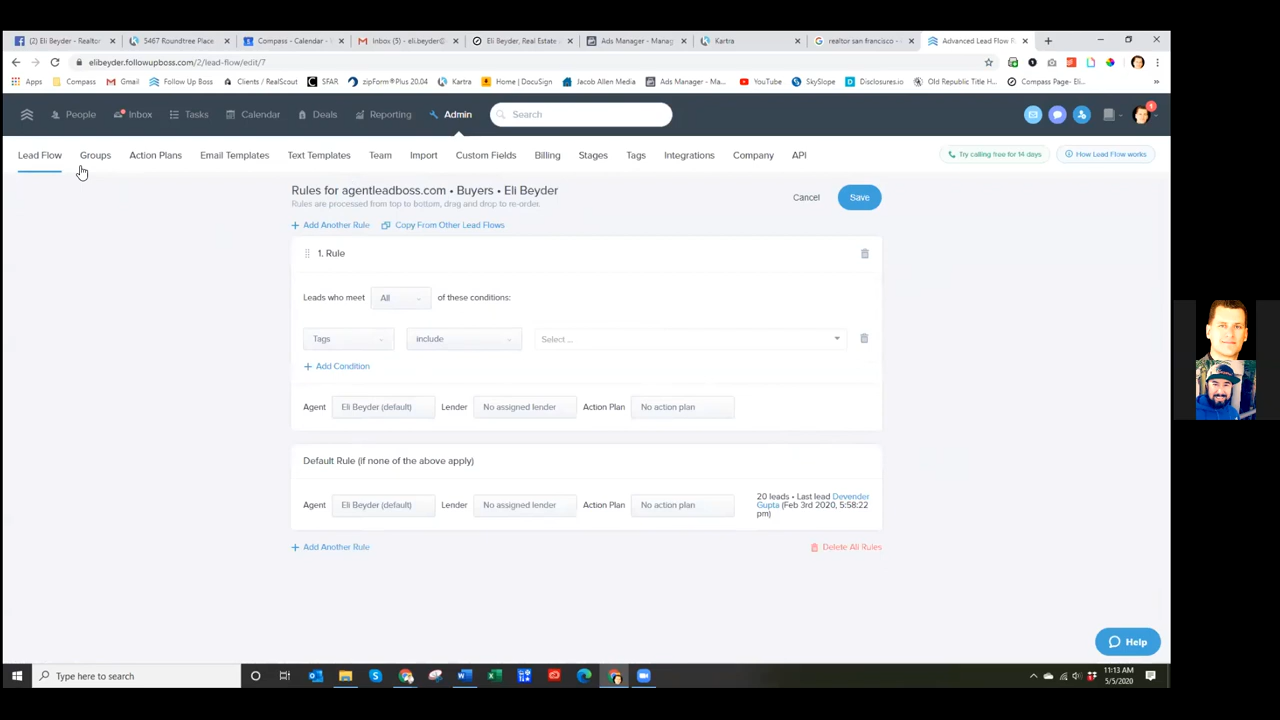 (2) Eli Beyder - Realtor
5467 Roundtree Place
Compass - Calendar -
Inbox (5) - eli.beyder@
Eli Beyder, Real Estate
Ads Manager - Manag
Kartra
realtor san francisco -
Advanced Lead Flow R
elibeyder.followupboss.com/2/lead-flow/edit/7
Apps
Compass
Gmail
Follow Up Boss
Clients / RealScout
SFAR
zipForm®Plus 20.04
Kartra
Home | DocuSign
Jacob Allen Media
Ads Manager - Ma...
YouTube
SkySlope
Disclosures.io
Old Republic Title H...
Compass Page- Eli...
»
People
Inbox
Tasks
Calendar
Deals
Reporting
Admin
Search
1
Lead Flow
Groups
Action Plans
Email Templates
Text Templates
Team
Import
Custom Fields
Billing
Stages
Tags
Integrations
Company
API
Try calling free for 14 days
How Lead Flow works
Rules for agentleadboss.com • Buyers • Eli Beyder
Rules are processed from top to bottom, drag and drop to re-order.
Cancel
Save
+ Add Another Rule
Copy From Other Lead Flows
1. Rule
Leads who meet All of these conditions:
Tags
include
Select ...
+ Add Condition
Agent Eli Beyder (default) Lender No assigned lender Action Plan No action plan
Default Rule (if none of the above apply)
Agent Eli Beyder (default) Lender No assigned lender Action Plan No action plan
20 leads • Last lead Devender
Gupta (Feb 3rd 2020, 5:58:22
pm)
+ Add Another Rule
Delete All Rules
Help
Type here to search
11:13 AM
5/5/2020